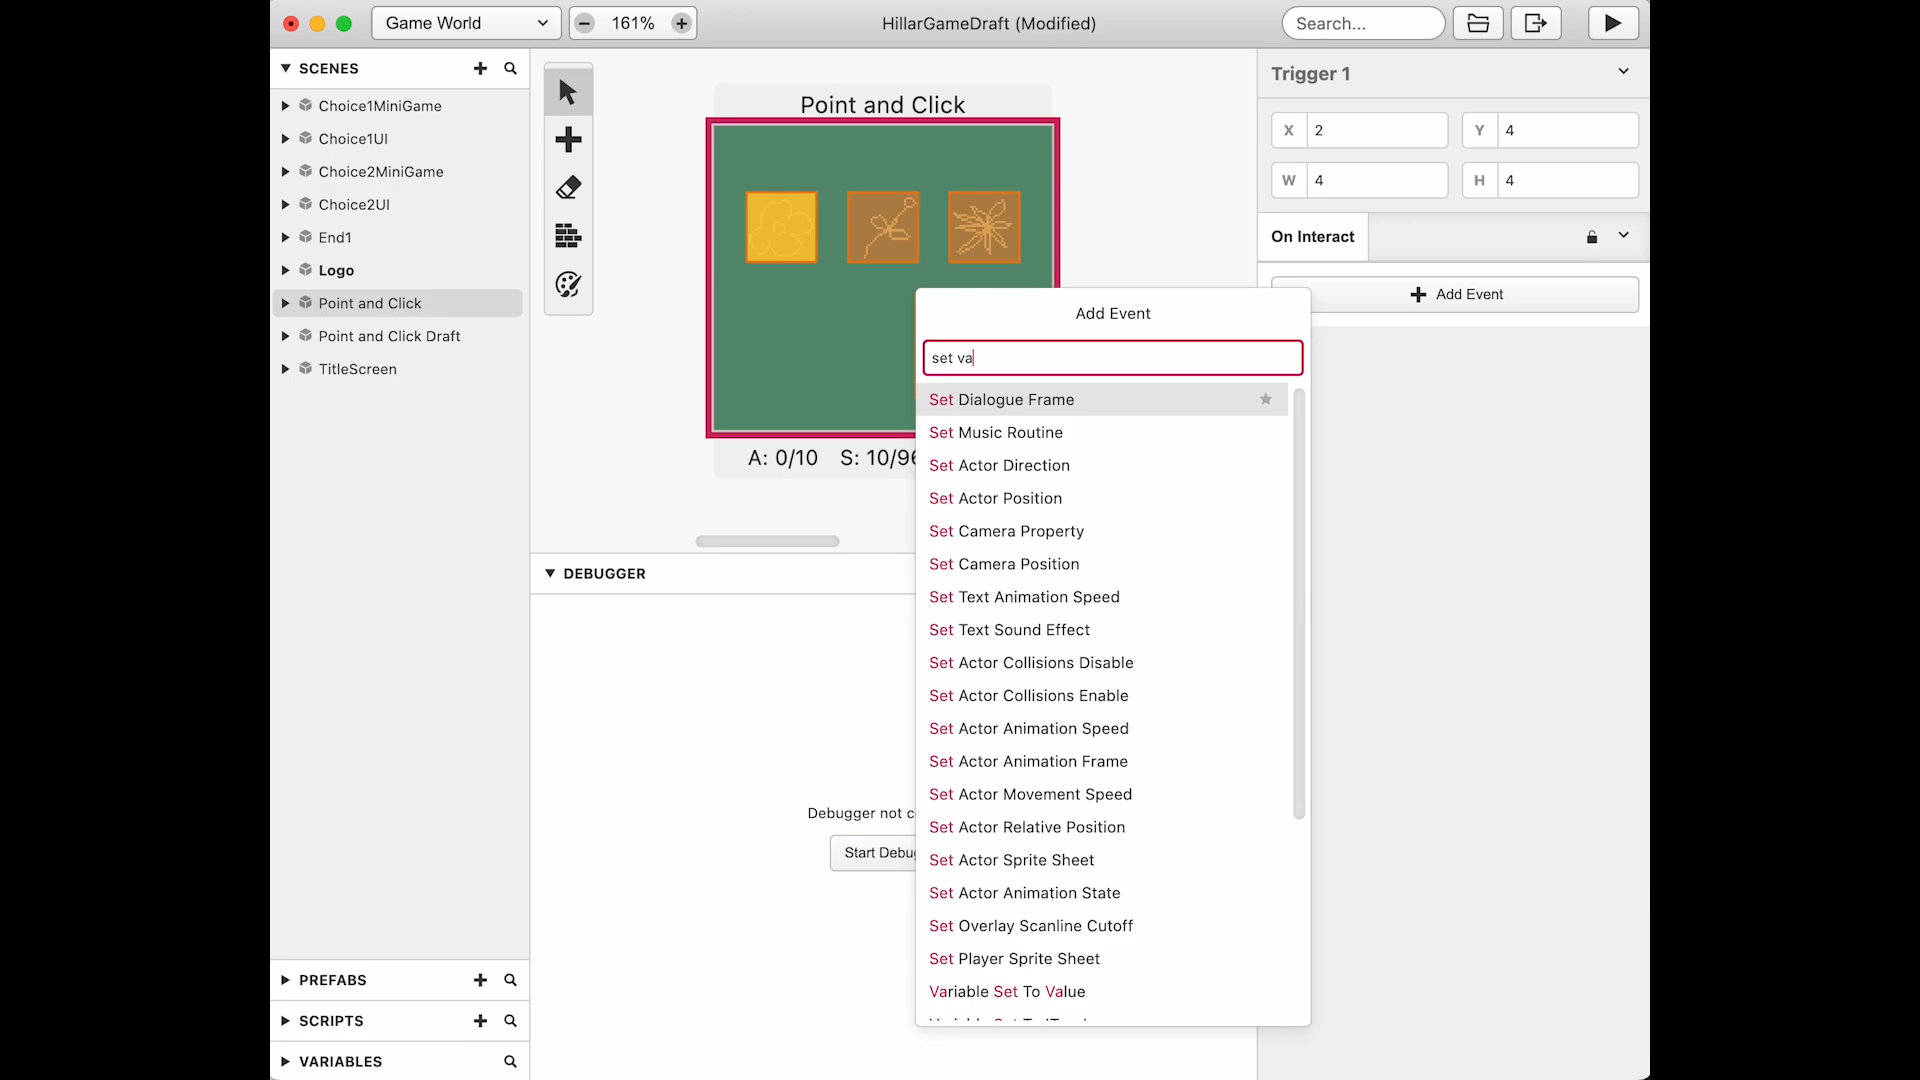 Game World
161%
HillarGameDraft (Modified)
Search...
SCENES
Choice1MiniGame
Choice1UI
Choice2MiniGame
Choice2UI
End1
Logo
Point and Click
Point and Click Draft
TitleScreen
PREFABS
SCRIPTS
VARIABLES
Point and Click
A: 0/10 S: 10/96
DEBUGGER
Debugger not c
Start Debug
Add Event
set va
Set Dialogue Frame
Set Music Routine
Set Actor Direction
Set Actor Position
Set Camera Property
Set Camera Position
Set Text Animation Speed
Set Text Sound Effect
Set Actor Collisions Disable
Set Actor Collisions Enable
Set Actor Animation Speed
Set Actor Animation Frame
Set Actor Movement Speed
Set Actor Relative Position
Set Actor Sprite Sheet
Set Actor Animation State
Set Overlay Scanline Cutoff
Set Player Sprite Sheet
Variable Set To Value
Trigger 1
X 2 Y 4
W 4 H 4
On Interact
Add Event